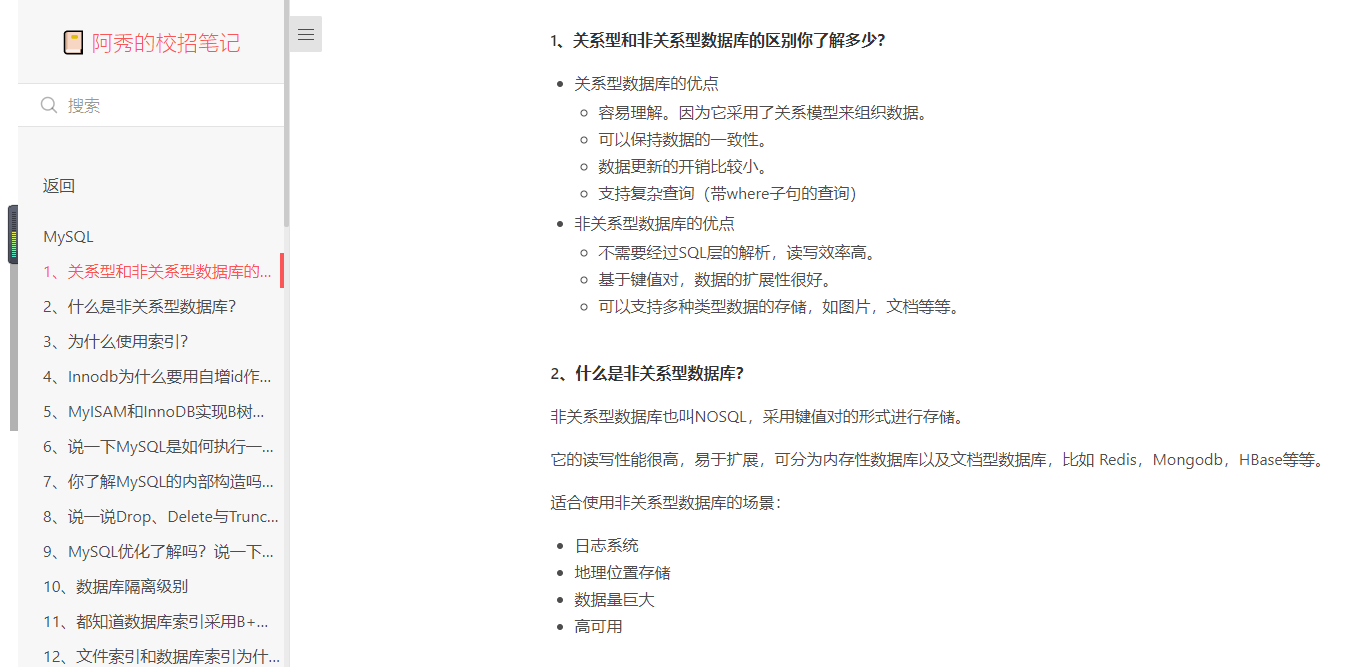 阿秀的校招笔记
搜索
返回
MySQL
1、关系型和非关系型数据库的...
2、什么是非关系型数据库？
3、为什么使用索引？
4、Innodb为什么要用自增id作...
5、MyISAM和InnoDB实现B树...
6、说一下MySQL是如何执行一...
7、你了解MySQL的内部构造吗...
8、说一说Drop、Delete与Trunc...
9、MySQL优化了解吗？说一下...
10、数据库隔离级别
11、都知道数据库索引采用B+...
12、文件索引和数据库索引为什...
1、关系型和非关系型数据库的区别你了解多少？
关系型数据库的优点
容易理解。因为它采用了关系模型来组织数据。
可以保持数据的一致性。
数据更新的开销比较小。
支持复杂查询（带where子句的查询）
非关系型数据库的优点
不需要经过SQL层的解析，读写效率高。
基于键值对，数据的扩展性很好。
可以支持多种类型数据的存储，如图片，文档等等。
2、什么是非关系型数据库？
非关系型数据库也叫NOSQL，采用键值对的形式进行存储。
它的读写性能很高，易于扩展，可分为内存性数据库以及文档型数据库，比如 Redis，Mongodb，HBase等等。
适合使用非关系型数据库的场景：
日志系统
地理位置存储
数据量巨大
高可用